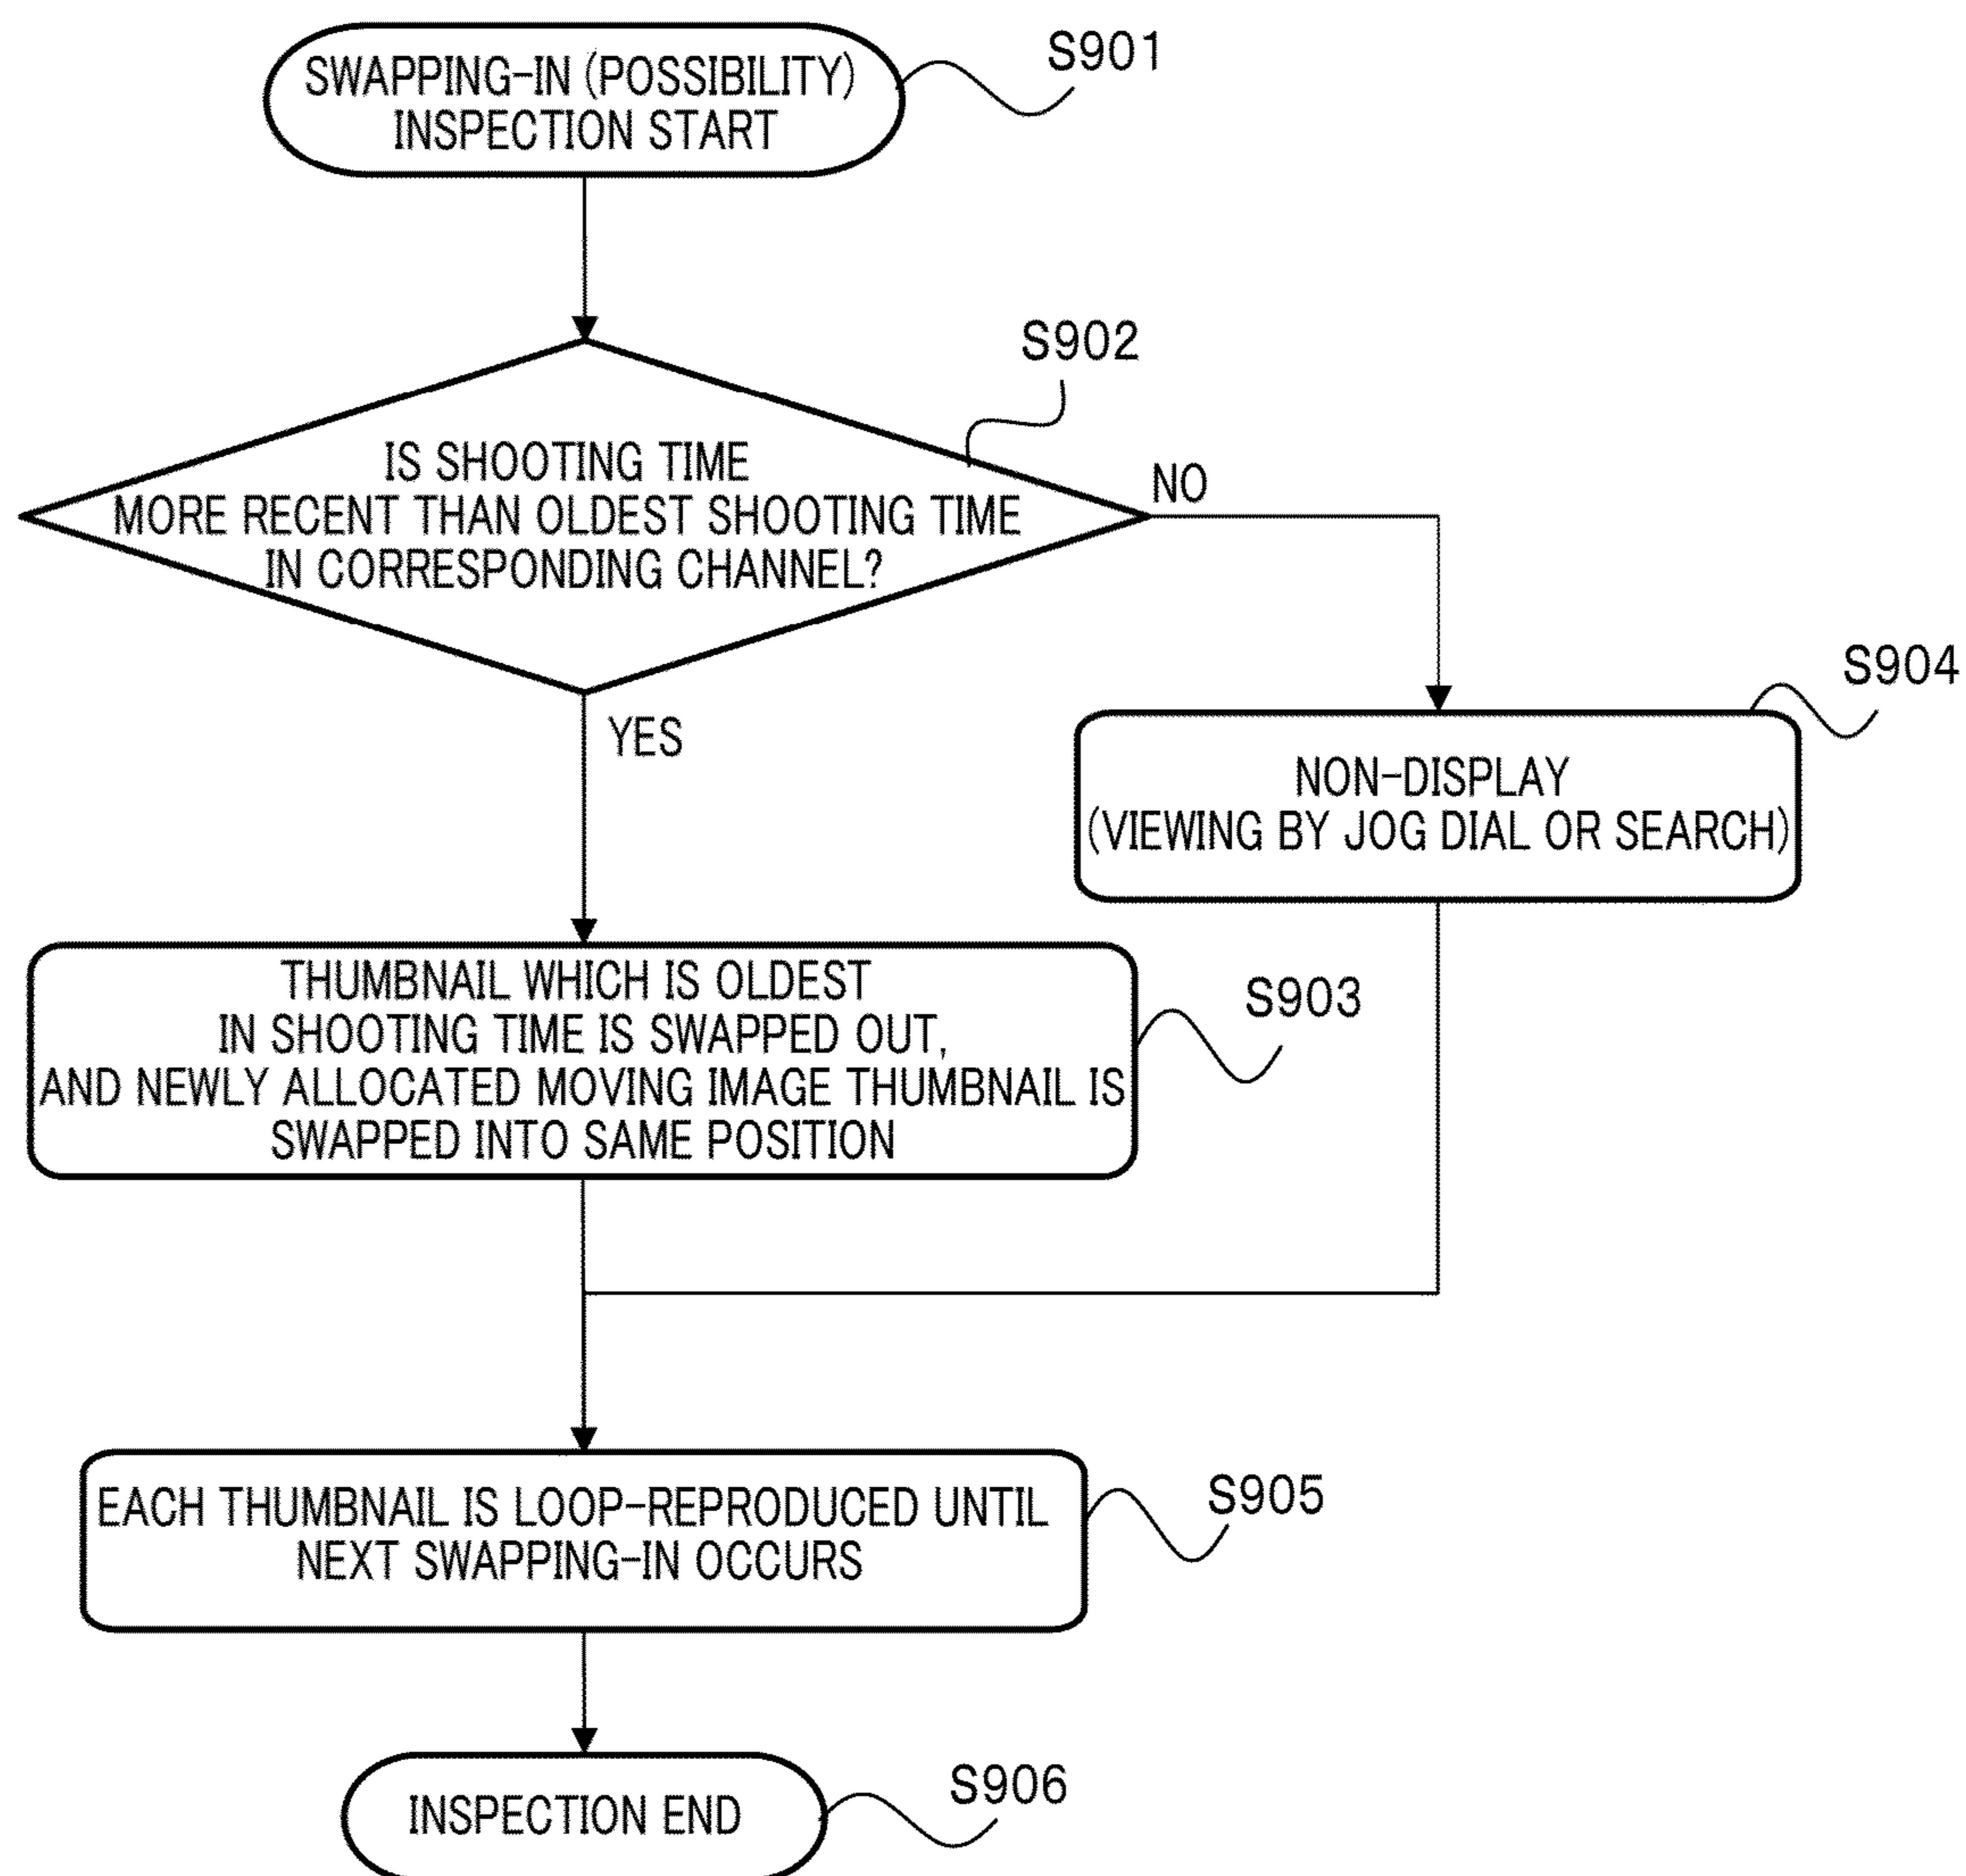 SWAPPING-IN (POSSIBILITY)
INSPECTION START
S901
S902
IS SHOOTING TIME
MORE RECENT THAN OLDEST SHOOTING TIME
IN CORRESPONDING CHANNEL?
NO
YES
S904
NON-DISPLAY
(VIEWING BY JOG DIAL OR SEARCH)
THUMBNAIL WHICH IS OLDEST
IN SHOOTING TIME IS SWAPPED OUT,
AND NEWLY ALLOCATED MOVING IMAGE THUMBNAIL IS
SWAPPED INTO SAME POSITION
S903
EACH THUMBNAIL IS LOOP-REPRODUCED UNTIL
NEXT SWAPPING-IN OCCURS
S905
INSPECTION END
S906